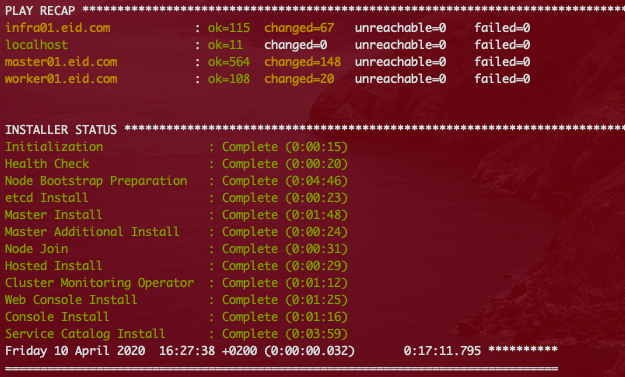 PLAY RECAP ******************************************************************************
infra01.eid.com            : ok=115  changed=67   unreachable=0    failed=0
localhost                  : ok=11   changed=0    unreachable=0    failed=0
master01.eid.com           : ok=564  changed=148  unreachable=0    failed=0
worker01.eid.com           : ok=108  changed=20   unreachable=0    failed=0
INSTALLER STATUS ************************************************************************
Initialization               : Complete (0:00:15)
Health Check                 : Complete (0:00:20)
Node Bootstrap Preparation   : Complete (0:04:46)
etcd Install                 : Complete (0:00:23)
Master Install               : Complete (0:01:48)
Master Additional Install    : Complete (0:00:24)
Node Join                    : Complete (0:00:31)
Hosted Install               : Complete (0:00:29)
Cluster Monitoring Operator  : Complete (0:01:12)
Web Console Install          : Complete (0:01:25)
Console Install              : Complete (0:01:16)
Service Catalog Install      : Complete (0:03:59)
Friday 10 April 2020  16:27:38 +0200 (0:00:00.032)       0:17:11.795 **********
===============================================================================